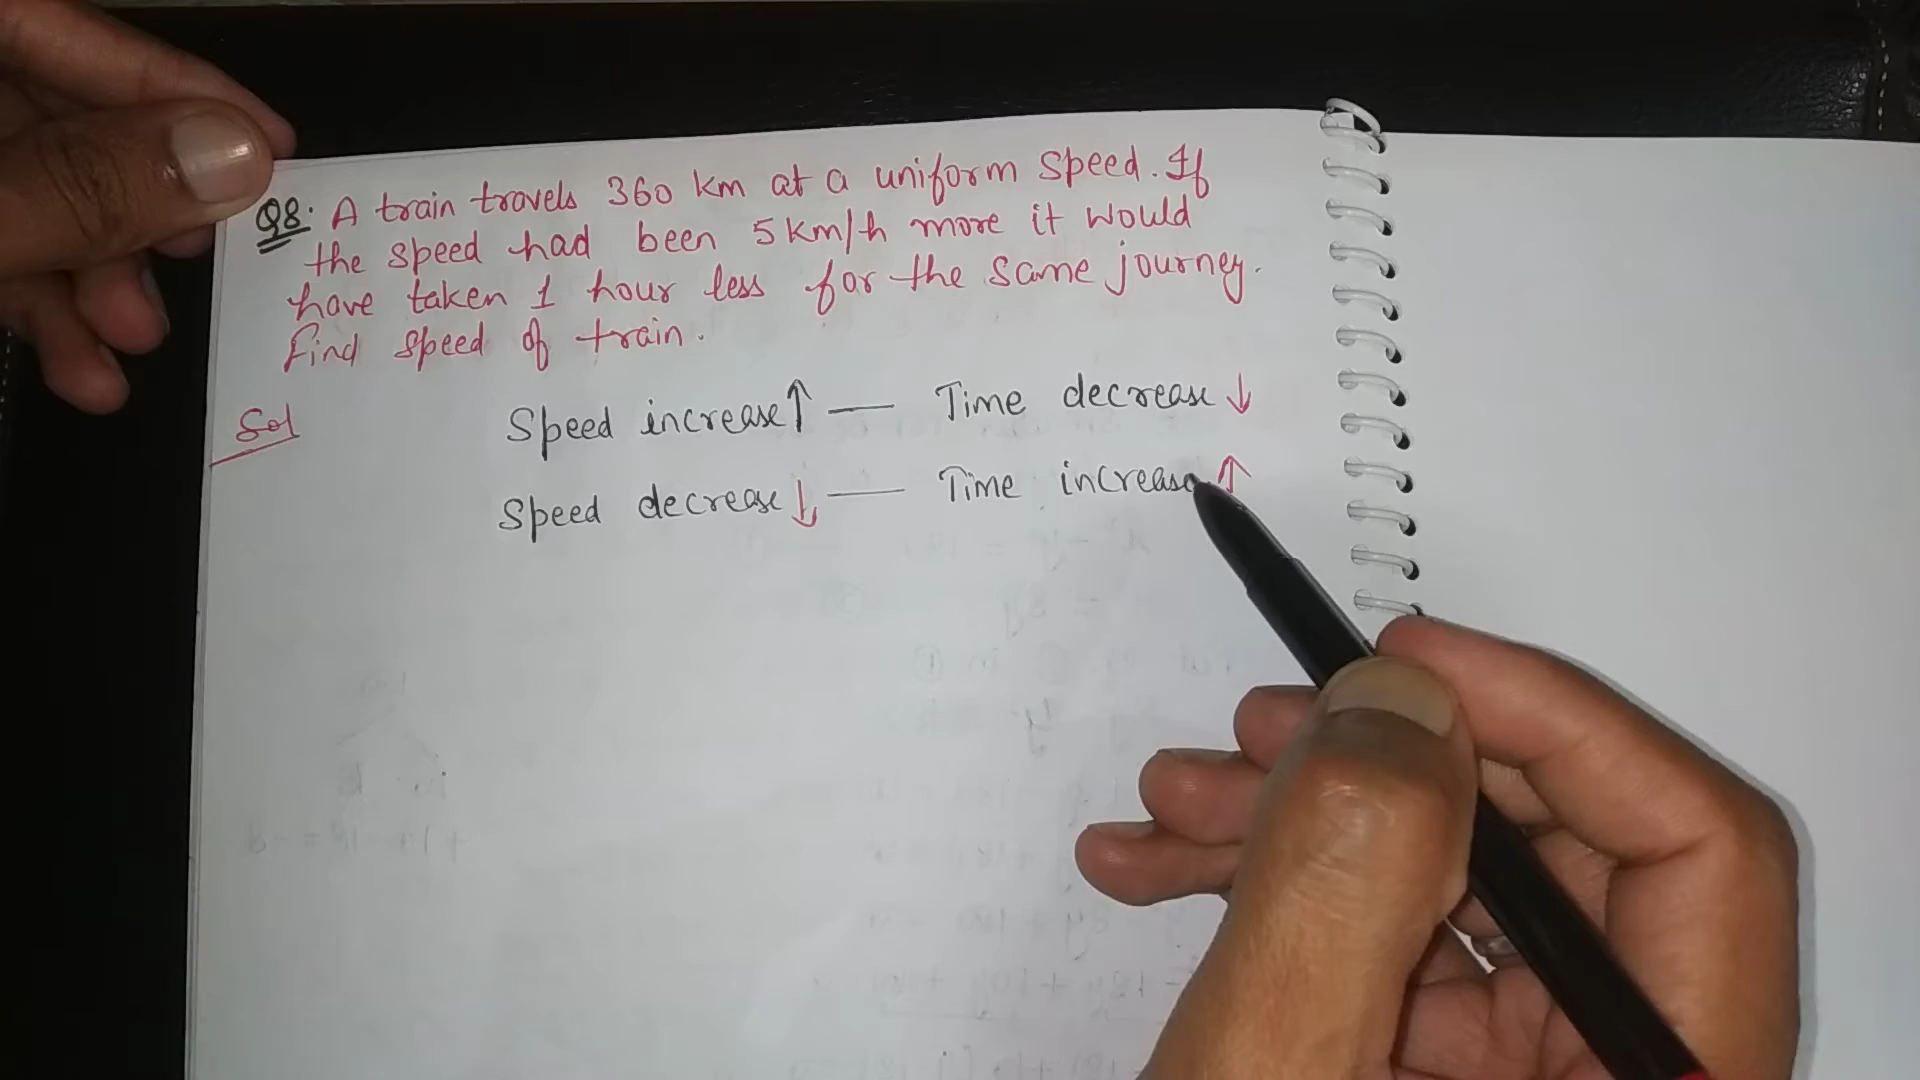 Q8. A train travels 360 km at a uniform speed. If
the speed had been 5km/h more it would
have taken 1 hour less for the same journey.
Find speed of train.
Sol
Speed increase↑ — Time decrease↓
Speed decrease↓ — Time increase↑